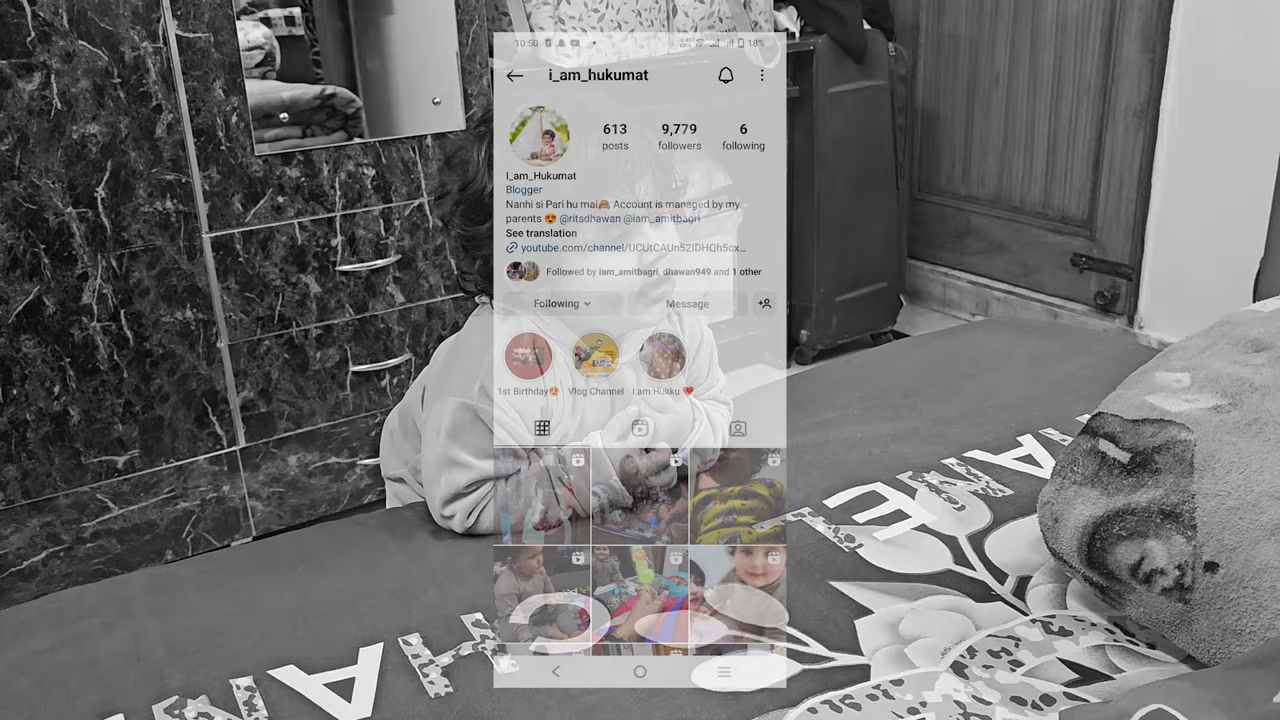 10:50
18%
i_am_hukumat
613
9,779
6
posts
followers
following
I_am_Hukumat
Blogger
Nanhi si Pari hu mai🙈 Account is managed by my
parents 😍 @ritsdhawan @iam_amitbagri
See translation
youtube.com/channel/UCUtCAUn52IDHQh5cx...
Followed by iam_amitbagri, dhawan949 and 1 other
Following
Message
1st Birthday😍
Vlog Channel
I am Hukku ❤️